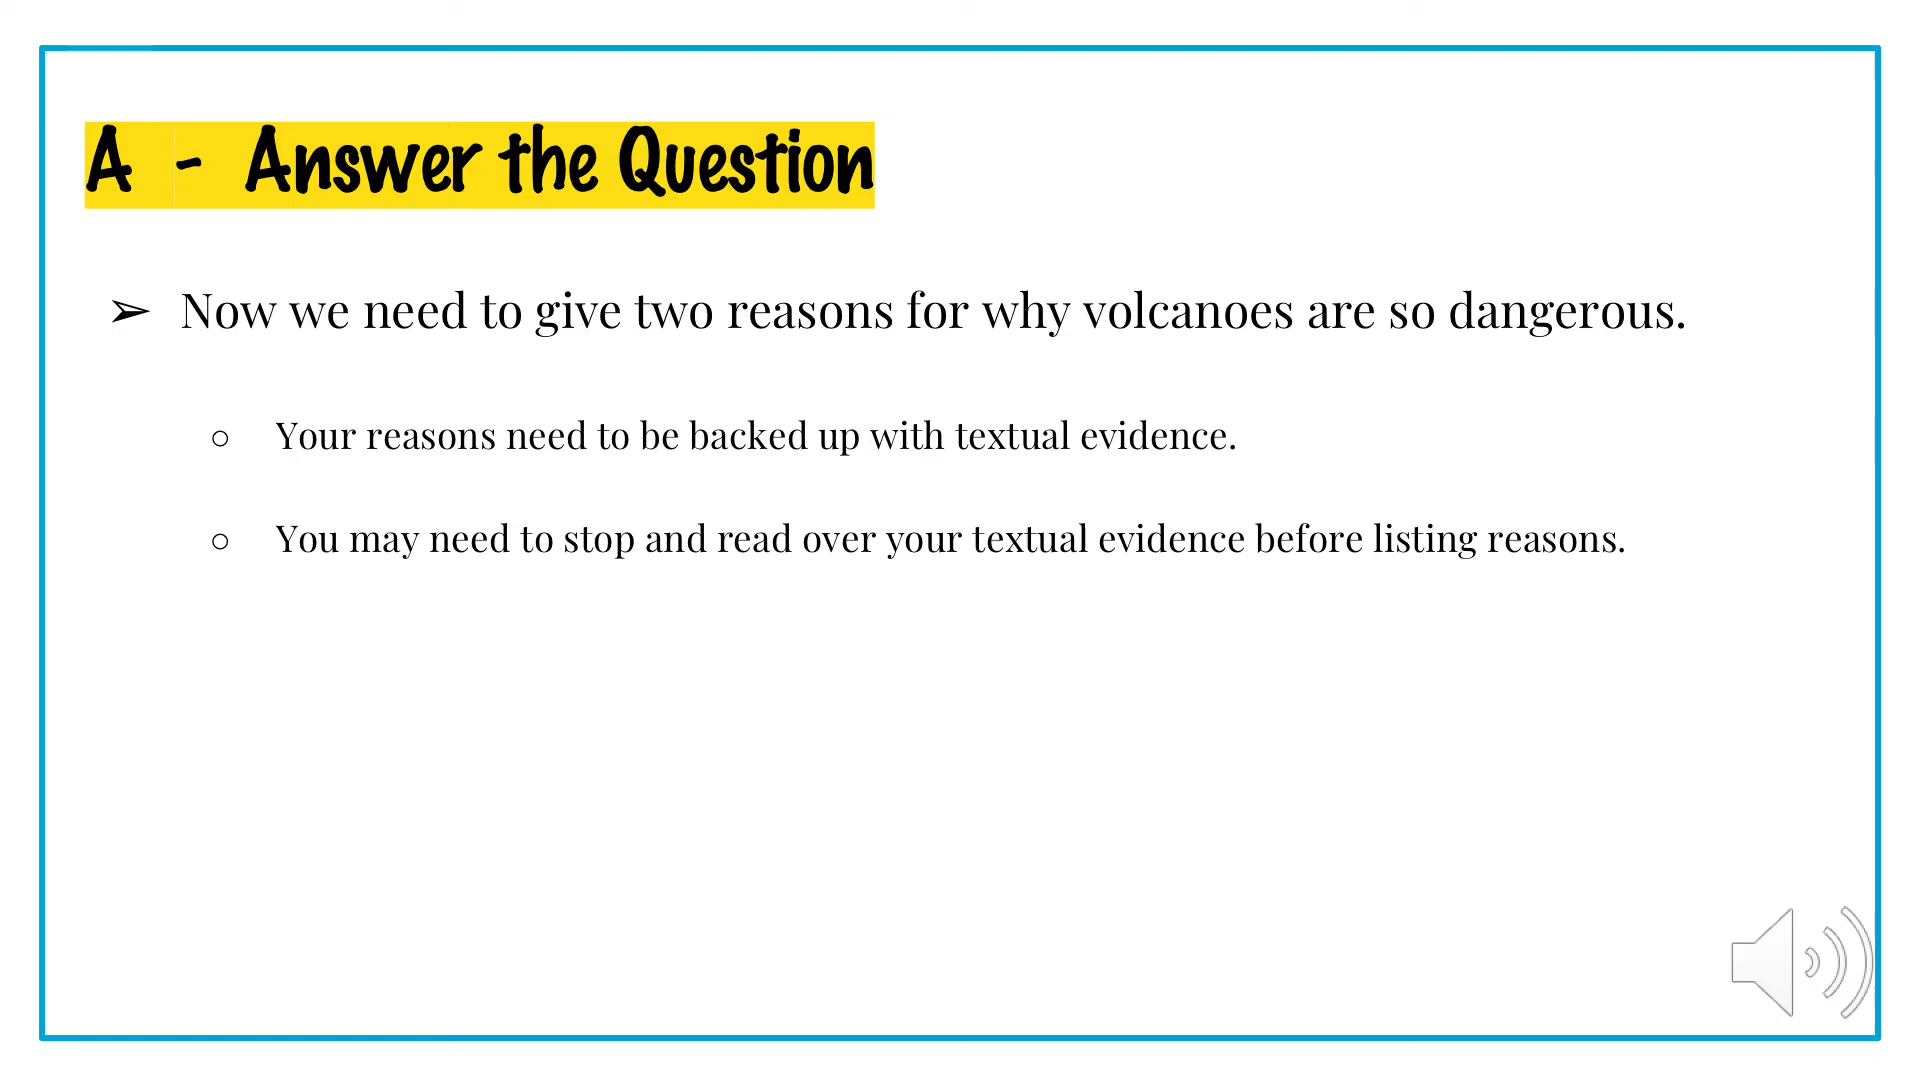 A - Answer the Question
➢ Now we need to give two reasons for why volcanoes are so dangerous.
○ Your reasons need to be backed up with textual evidence.
○ You may need to stop and read over your textual evidence before listing reasons.